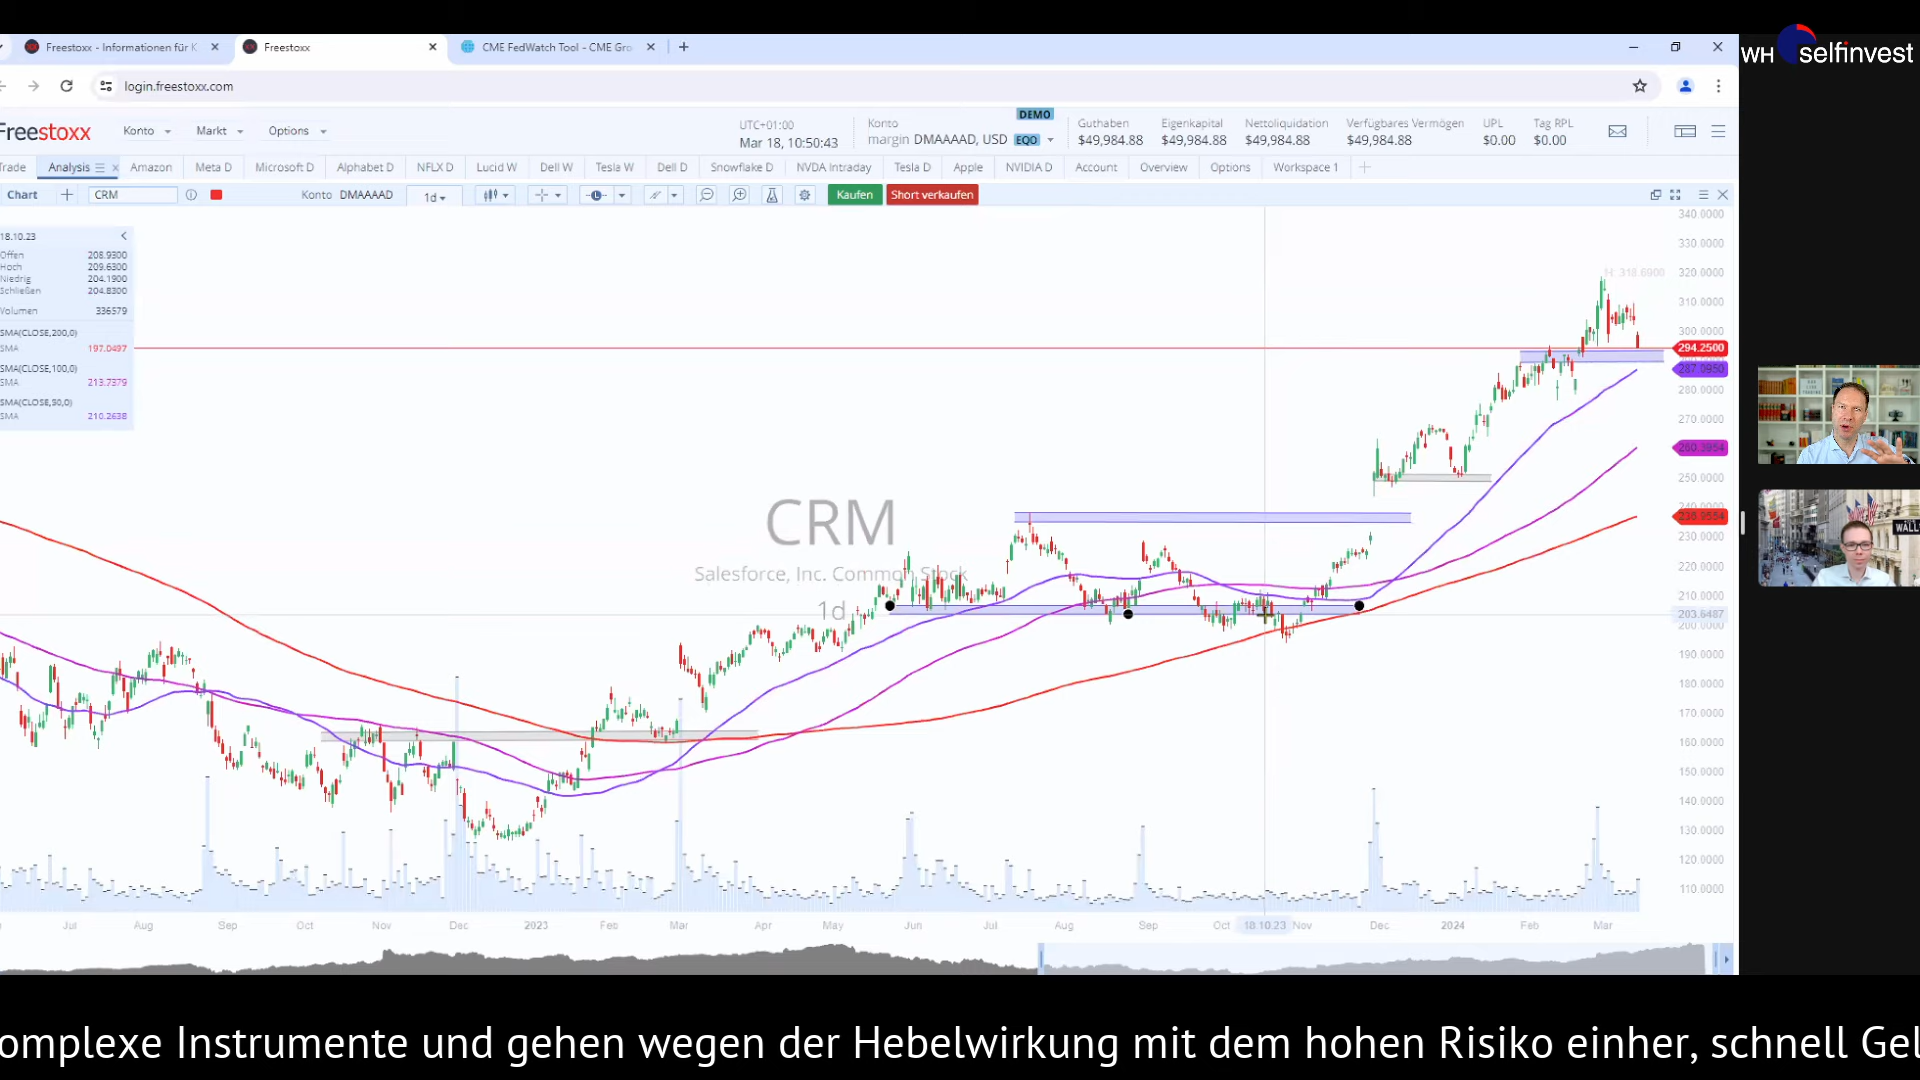 Freestoxx - Informationen für K
Freestoxx
CME FedWatch Tool - CME Gro
WH selfinvest
login.freestoxx.com
Freestoxx
Konto
Markt
Options
UTC+01:00
Mar 18, 10:50:43
Konto
margin DMAAAAD, USD
DEMO
EQO
Guthaben
$49,984.88
Eigenkapital
$49,984.88
Nettoliquidation
$49,984.88
Verfügbares Vermögen
$49,984.88
UPL
$0.00
Tag RPL
$0.00
Trade
Analysis
Amazon
Meta D
Microsoft D
Alphabet D
NFLX D
Lucid W
Dell W
Tesla W
Dell D
Snowflake D
NVDA Intraday
Tesla D
Apple
NVIDIA D
Account
Overview
Options
Workspace 1
Chart
CRM
Konto DMAAAAD
1d
Kaufen
Short verkaufen
18.10.23
Offen 208.9300
Hoch 209.6300
Niedrig 204.1900
Schließen 204.8300
Volumen 336579
SMA(CLOSE,200,0)
SMA 197.0497
SMA(CLOSE,100,0)
SMA 213.7379
SMA(CLOSE,50,0)
SMA 210.2638
CRM
Salesforce, Inc. Common Stock
1d
H: 318.6900
340.0000
330.0000
320.0000
310.0000
300.0000
294.2500
287.0950
280.0000
270.0000
260.3954
250.0000
230.0000
220.0000
210.0000
203.6487
200.0000
190.0000
180.0000
170.0000
160.0000
150.0000
140.0000
130.0000
120.0000
110.0000
Jul
Aug
Sep
Oct
Nov
Dec
2023
Feb
Mar
Apr
May
Jun
Jul
Aug
Sep
Oct
18.10.23
Nov
Dec
2024
Feb
Mar
WALL
omplexe Instrumente und gehen wegen der Hebelwirkung mit dem hohen Risiko einher, schnell Gel